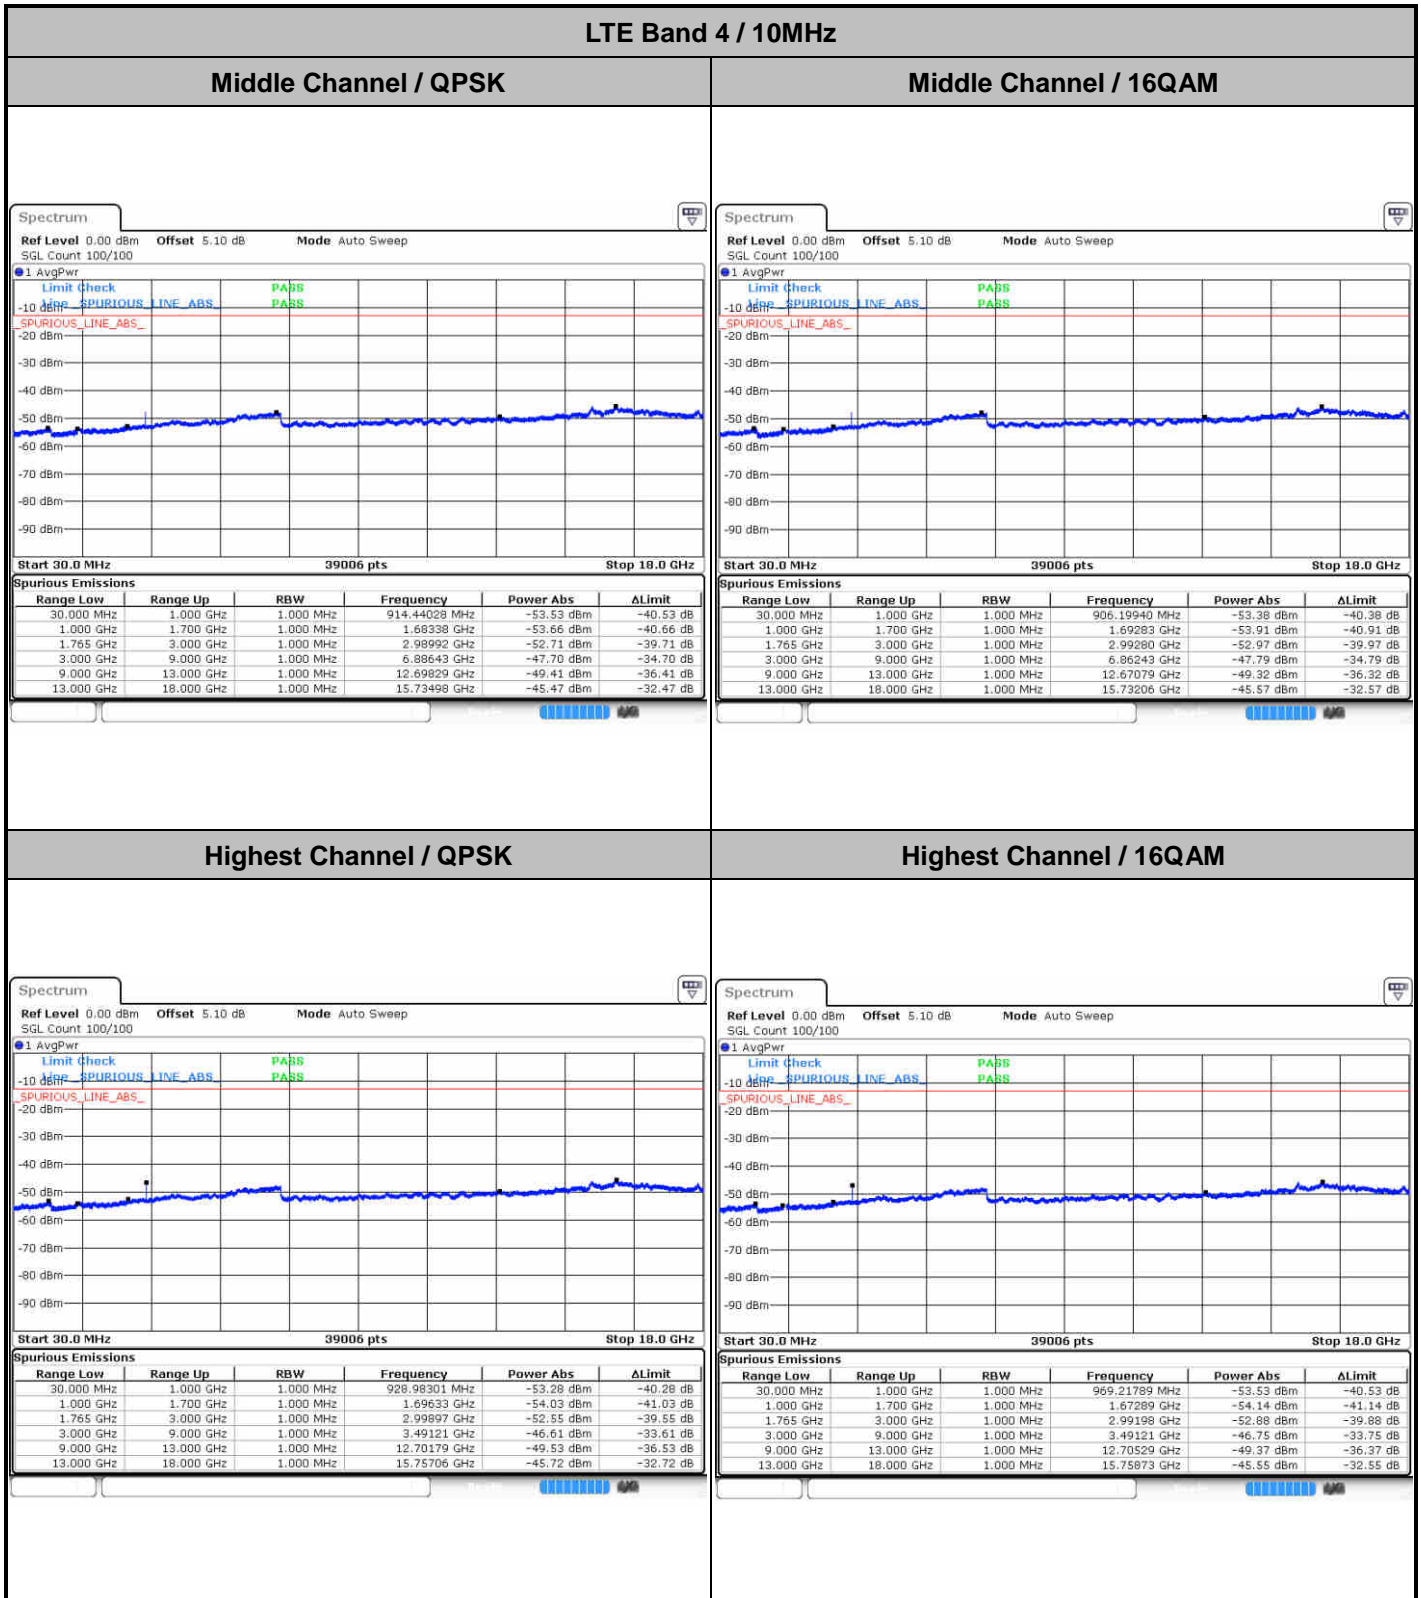 LTE Band 4 / 10MHz
Middle Channel / QPSK
Middle Channel / 16QAM
Spectrum
Ref Level 0.00 dBm Offset 5.10 dB Mode Auto Sweep
SGL Count 100/100
1 AvgPwr
Limit Check PASS
Line _SPURIOUS_LINE_ABS_ PASS
-10 dBm
_SPURIOUS_LINE_ABS_
-20 dBm
-30 dBm
-40 dBm
-50 dBm
-60 dBm
-70 dBm
-80 dBm
-90 dBm
Start 30.0 MHz 39006 pts Stop 18.0 GHz
Spurious Emissions
Range Low Range Up RBW Frequency Power Abs ΔLimit
30.000 MHz 1.000 GHz 1.000 MHz 914.44028 MHz -53.53 dBm -40.53 dB
1.000 GHz 1.700 GHz 1.000 MHz 1.68338 GHz -53.66 dBm -40.66 dB
1.765 GHz 3.000 GHz 1.000 MHz 2.98992 GHz -52.71 dBm -39.71 dB
3.000 GHz 9.000 GHz 1.000 MHz 6.88643 GHz -47.70 dBm -34.70 dB
9.000 GHz 13.000 GHz 1.000 MHz 12.69829 GHz -49.41 dBm -36.41 dB
13.000 GHz 18.000 GHz 1.000 MHz 15.73498 GHz -45.47 dBm -32.47 dB
Spectrum
Ref Level 0.00 dBm Offset 5.10 dB Mode Auto Sweep
SGL Count 100/100
1 AvgPwr
Limit Check PASS
Line _SPURIOUS_LINE_ABS_ PASS
-10 dBm
_SPURIOUS_LINE_ABS_
-20 dBm
-30 dBm
-40 dBm
-50 dBm
-60 dBm
-70 dBm
-80 dBm
-90 dBm
Start 30.0 MHz 39006 pts Stop 18.0 GHz
Spurious Emissions
Range Low Range Up RBW Frequency Power Abs ΔLimit
30.000 MHz 1.000 GHz 1.000 MHz 906.19940 MHz -53.38 dBm -40.38 dB
1.000 GHz 1.700 GHz 1.000 MHz 1.69283 GHz -53.91 dBm -40.91 dB
1.765 GHz 3.000 GHz 1.000 MHz 2.99280 GHz -52.97 dBm -39.97 dB
3.000 GHz 9.000 GHz 1.000 MHz 6.86243 GHz -47.79 dBm -34.79 dB
9.000 GHz 13.000 GHz 1.000 MHz 12.67079 GHz -49.32 dBm -36.32 dB
13.000 GHz 18.000 GHz 1.000 MHz 15.73206 GHz -45.57 dBm -32.57 dB
Highest Channel / QPSK
Highest Channel / 16QAM
Spectrum
Ref Level 0.00 dBm Offset 5.10 dB Mode Auto Sweep
SGL Count 100/100
1 AvgPwr
Limit Check PASS
Line _SPURIOUS_LINE_ABS_ PASS
-10 dBm
_SPURIOUS_LINE_ABS_
-20 dBm
-30 dBm
-40 dBm
-50 dBm
-60 dBm
-70 dBm
-80 dBm
-90 dBm
Start 30.0 MHz 39006 pts Stop 18.0 GHz
Spurious Emissions
Range Low Range Up RBW Frequency Power Abs ΔLimit
30.000 MHz 1.000 GHz 1.000 MHz 928.98301 MHz -53.28 dBm -40.28 dB
1.000 GHz 1.700 GHz 1.000 MHz 1.69633 GHz -54.03 dBm -41.03 dB
1.765 GHz 3.000 GHz 1.000 MHz 2.99897 GHz -52.55 dBm -39.55 dB
3.000 GHz 9.000 GHz 1.000 MHz 3.49121 GHz -46.61 dBm -33.61 dB
9.000 GHz 13.000 GHz 1.000 MHz 12.70179 GHz -49.53 dBm -36.53 dB
13.000 GHz 18.000 GHz 1.000 MHz 15.75706 GHz -45.72 dBm -32.72 dB
Spectrum
Ref Level 0.00 dBm Offset 5.10 dB Mode Auto Sweep
SGL Count 100/100
1 AvgPwr
Limit Check PASS
Line _SPURIOUS_LINE_ABS_ PASS
-10 dBm
_SPURIOUS_LINE_ABS_
-20 dBm
-30 dBm
-40 dBm
-50 dBm
-60 dBm
-70 dBm
-80 dBm
-90 dBm
Start 30.0 MHz 39006 pts Stop 18.0 GHz
Spurious Emissions
Range Low Range Up RBW Frequency Power Abs ΔLimit
30.000 MHz 1.000 GHz 1.000 MHz 969.21789 MHz -53.53 dBm -40.53 dB
1.000 GHz 1.700 GHz 1.000 MHz 1.67289 GHz -54.14 dBm -41.14 dB
1.765 GHz 3.000 GHz 1.000 MHz 2.99198 GHz -52.88 dBm -39.88 dB
3.000 GHz 9.000 GHz 1.000 MHz 3.49121 GHz -46.75 dBm -33.75 dB
9.000 GHz 13.000 GHz 1.000 MHz 12.70529 GHz -49.37 dBm -36.37 dB
13.000 GHz 18.000 GHz 1.000 MHz 15.75873 GHz -45.55 dBm -32.55 dB